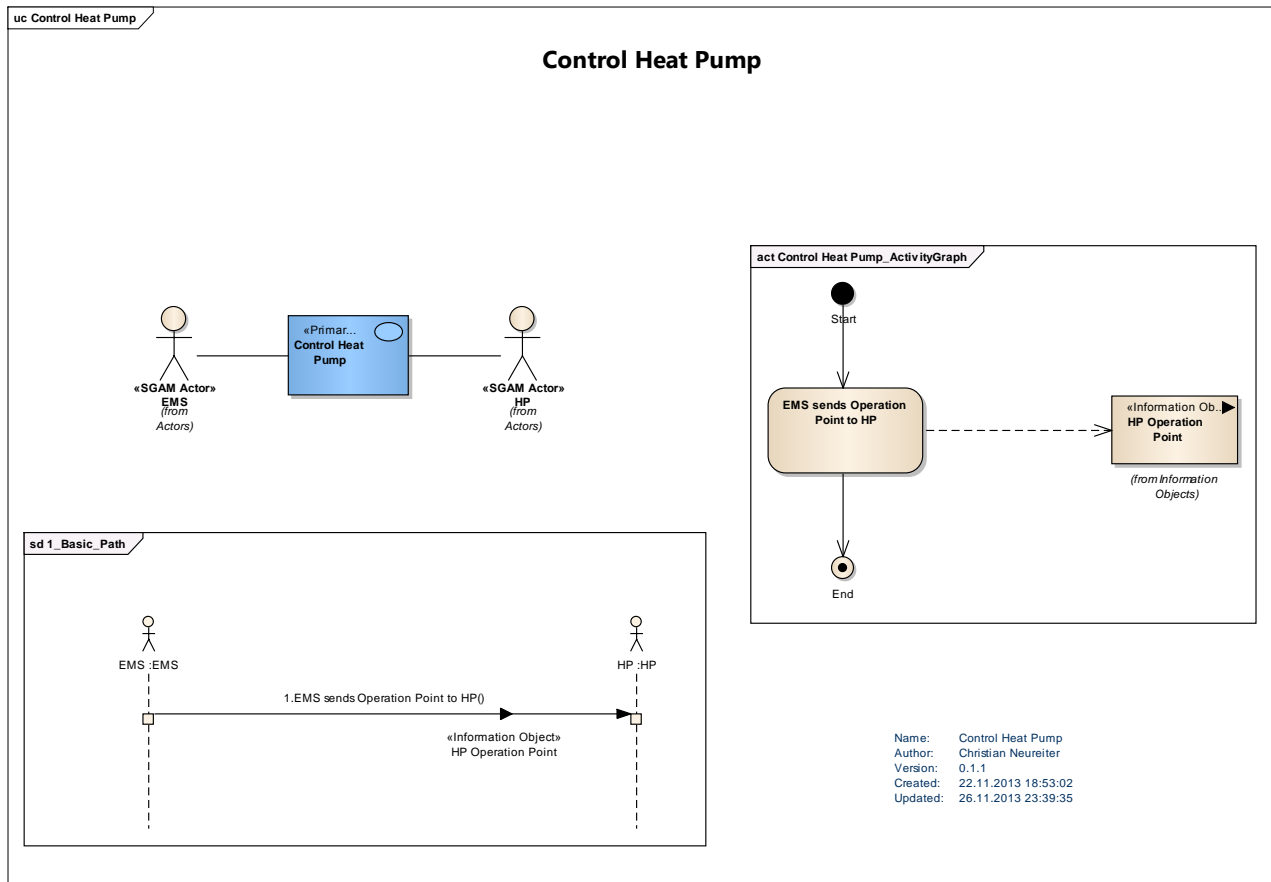 uc Control Heat Pump
Control Heat Pump
«SGAM Actor»
EMS
(from
Actors)
«Primar...
Control Heat
Pump
«SGAM Actor»
HP
(from
Actors)
act Control Heat Pump_ActivityGraph
Start
EMS sends Operation
Point to HP
«Information Ob...
HP Operation
Point
(from Information
Objects)
End
sd 1_Basic_Path
EMS :EMS
HP :HP
1.EMS sends Operation Point to HP()
«Information Object»
HP Operation Point
Name: Control Heat Pump
Author: Christian Neureiter
Version: 0.1.1
Created: 22.11.2013 18:53:02
Updated: 26.11.2013 23:39:35